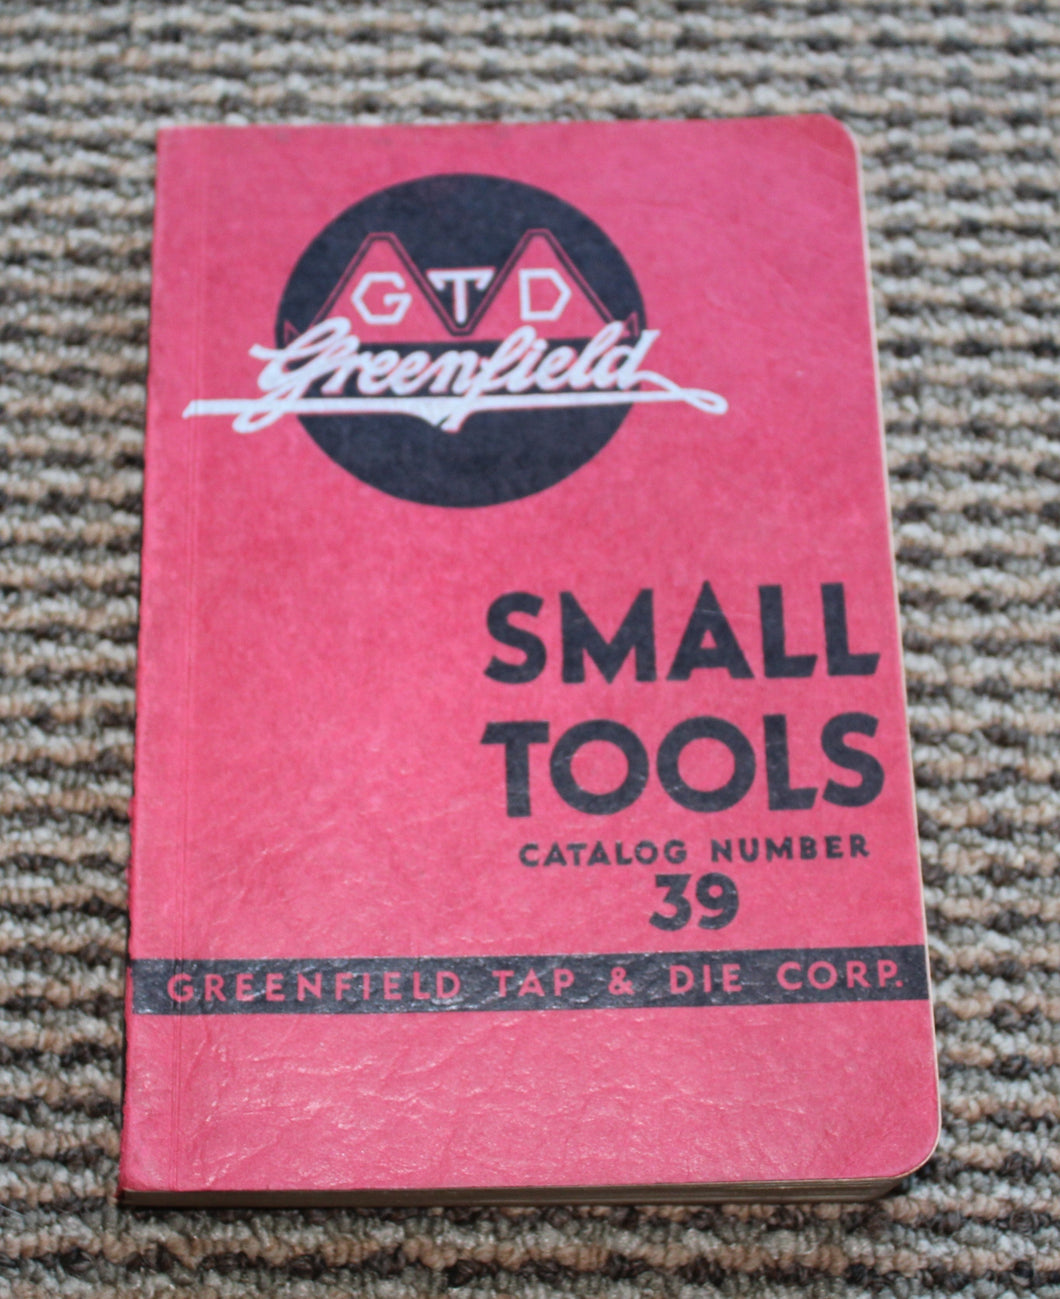 GTD
Greenfield
SMALL
TOOLS
CATALOG NUMBER
39
GREENFIELD TAP & DIE CORP.